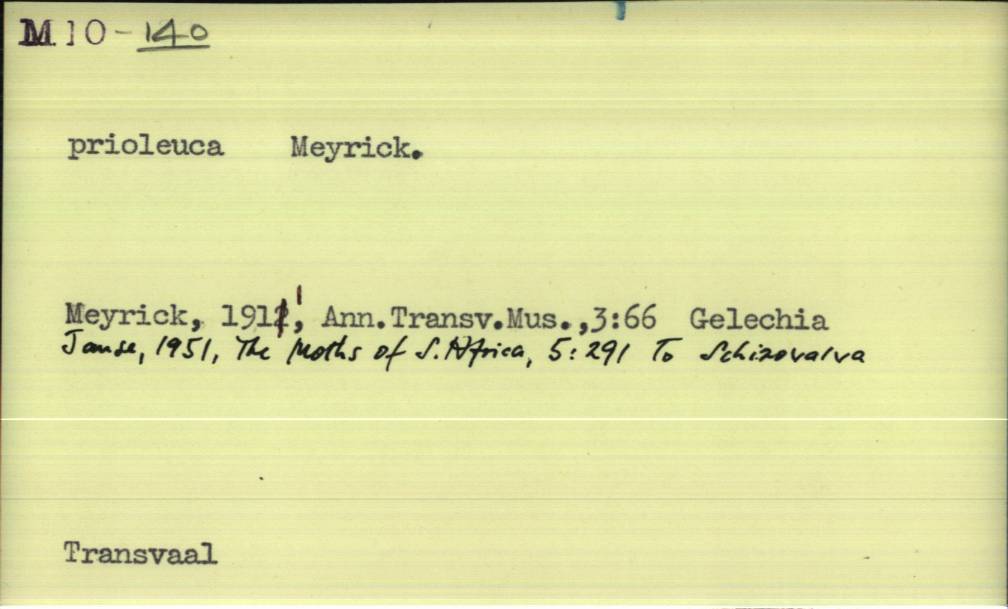 M10-140
prioleuca Meyrick.
Meyrick, 1911, Ann.Transv.Mus.,3:66 Gelechia
Janse, 1951, The Moths of S. Africa, 5:291 To Schizovalva
Transvaal